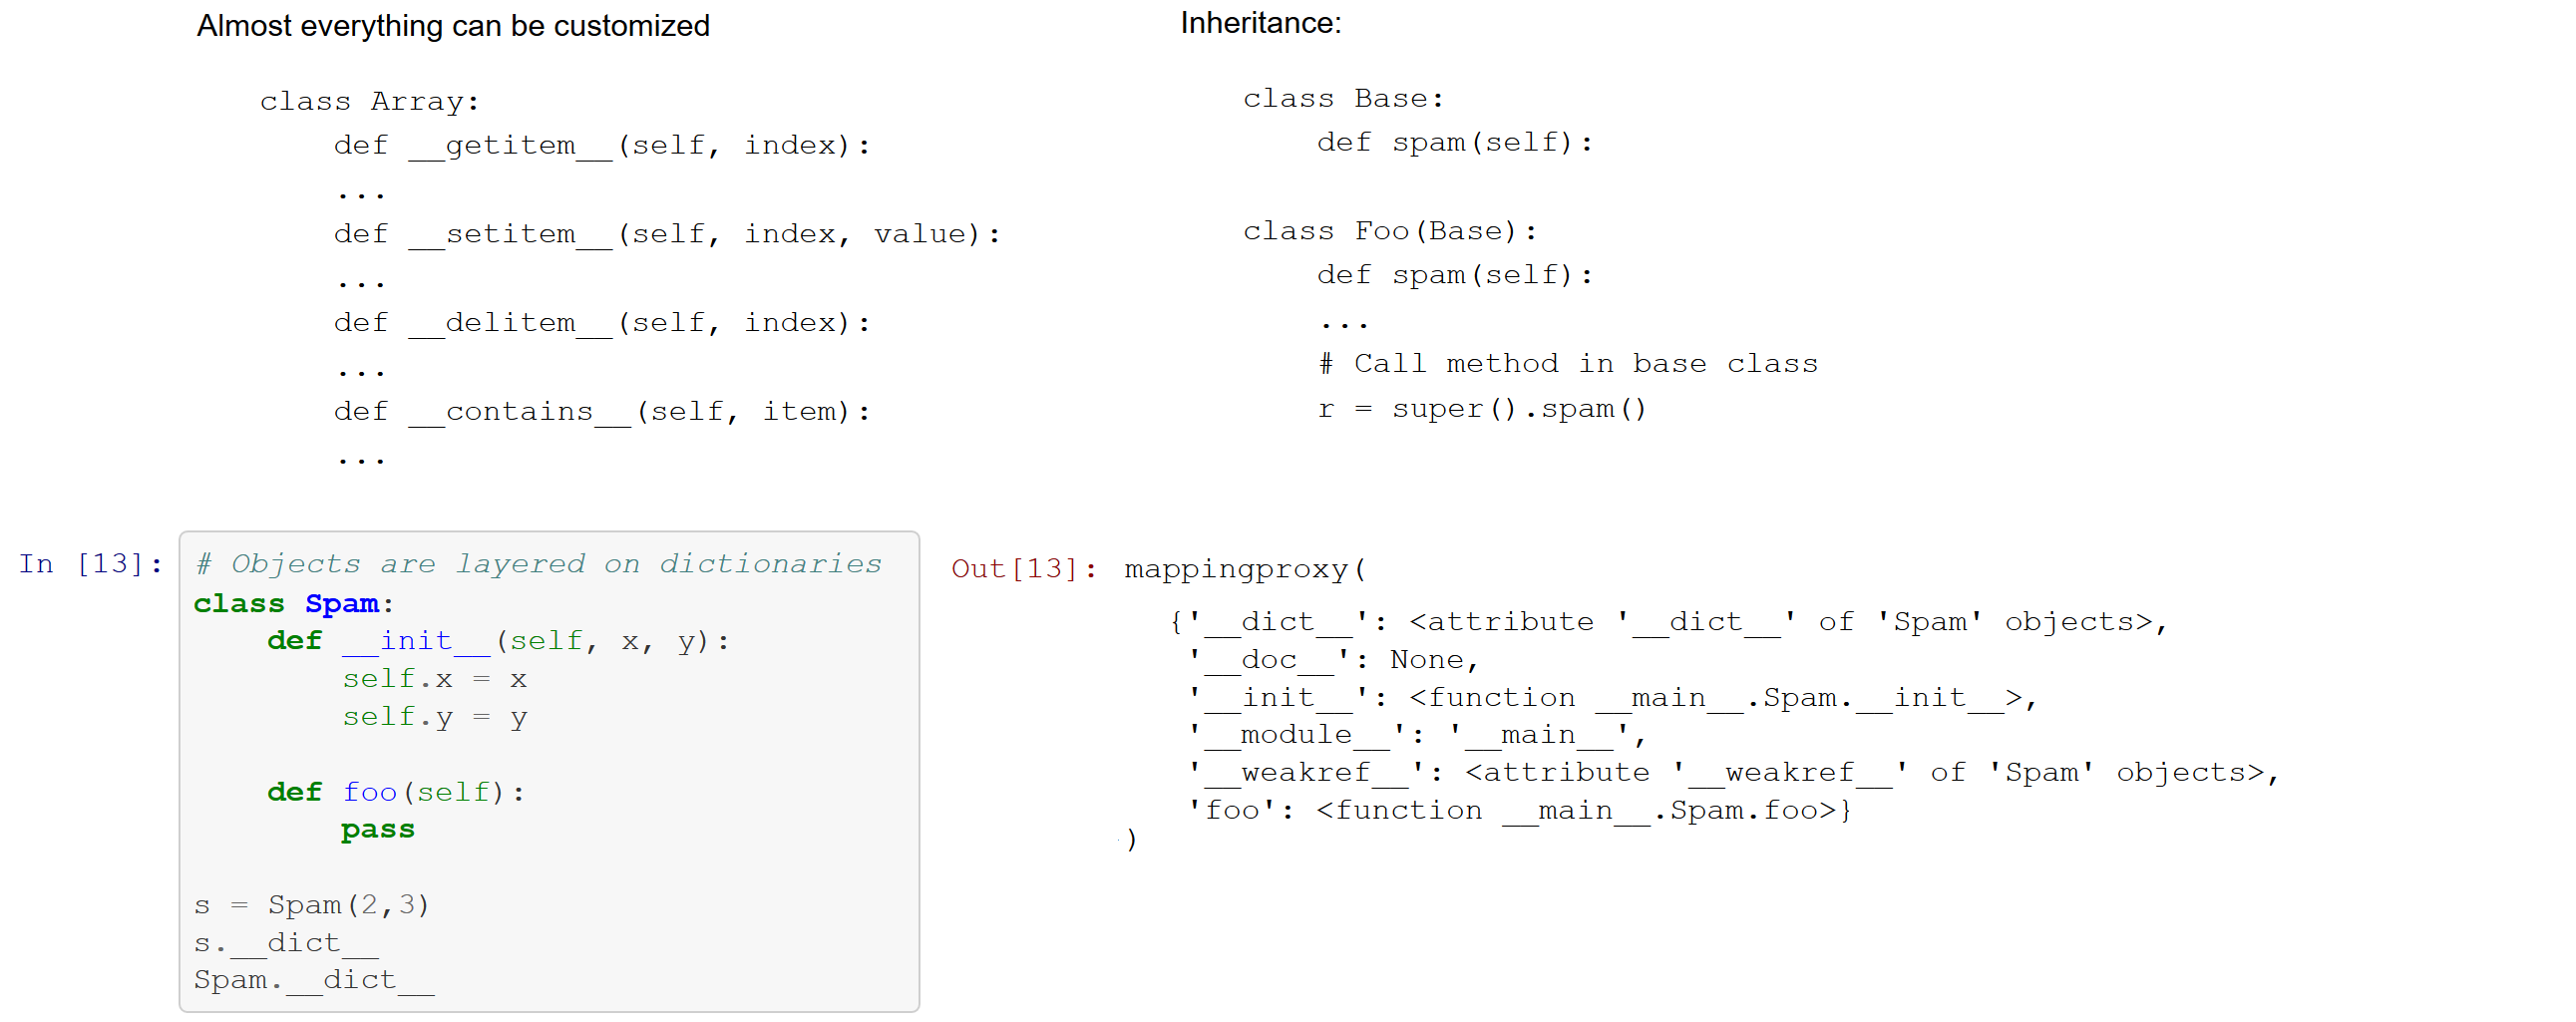 Almost everything can be customized
class Array:
    def __getitem__(self, index):
    ...
    def __setitem__(self, index, value):
    ...
    def __delitem__(self, index):
    ...
    def __contains__(self, item):
    ...
Inheritance:
class Base:
    def spam(self):
class Foo(Base):
    def spam(self):
    ...
    # Call method in base class
    r = super().spam()
In [13]:
# Objects are layered on dictionaries
class Spam:
    def __init__(self, x, y):
        self.x = x
        self.y = y
    def foo(self):
        pass
s = Spam(2,3)
s.__dict__
Spam.__dict__
Out[13]: mappingproxy(
{'__dict__': <attribute '__dict__' of 'Spam' objects>,
 '__doc__': None,
 '__init__': <function __main__.Spam.__init__>,
 '__module__': '__main__',
 '__weakref__': <attribute '__weakref__' of 'Spam' objects>,
 'foo': <function __main__.Spam.foo>}
)